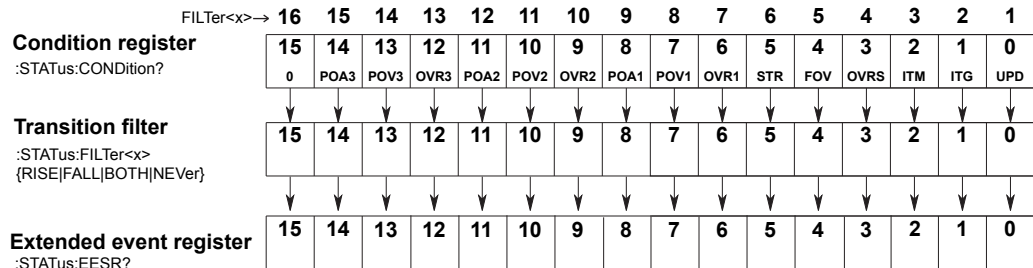 FILTer<x>→ 16 15 14 13 12 11 10 9 8 7 6 5 4 3 2 1
Condition register
:STATus:CONDition?
15 14 13 12 11 10 9 8 7 6 5 4 3 2 1 0
0 POA3 POV3 OVR3 POA2 POV2 OVR2 POA1 POV1 OVR1 STR FOV OVRS ITM ITG UPD
Transition filter
:STATus:FILTer<x>
{RISE|FALL|BOTH|NEVer}
15 14 13 12 11 10 9 8 7 6 5 4 3 2 1 0
Extended event register
:STATus:EESR?
15 14 13 12 11 10 9 8 7 6 5 4 3 2 1 0